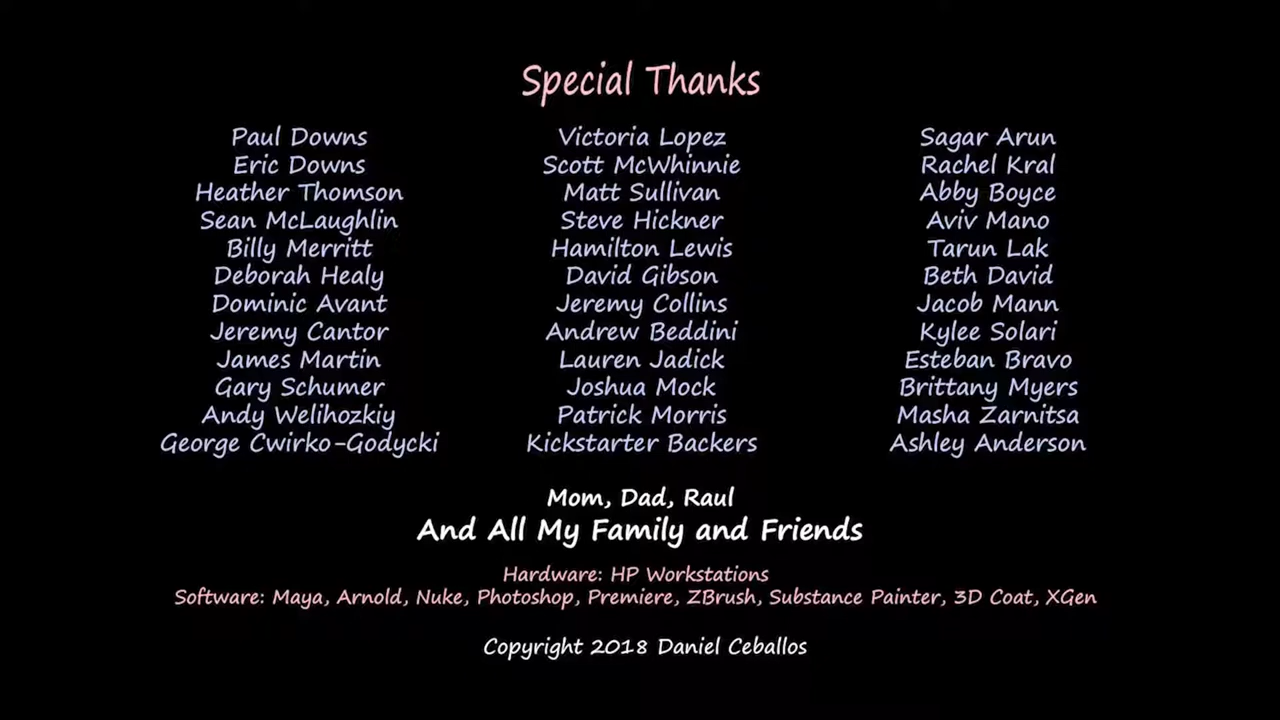 Special Thanks
Paul Downs
Eric Downs
Heather Thomson
Sean McLaughlin
Billy Merritt
Deborah Healy
Dominic Avant
Jeremy Cantor
James Martin
Gary Schumer
Andy Welihozkiy
George Cwirko-Godycki
Victoria Lopez
Scott McWhinnie
Matt Sullivan
Steve Hickner
Hamilton Lewis
David Gibson
Jeremy Collins
Andrew Beddini
Lauren Jadick
Joshua Mock
Patrick Morris
Kickstarter Backers
Sagar Arun
Rachel Kral
Abby Boyce
Aviv Mano
Tarun Lak
Beth David
Jacob Mann
Kylee Solari
Esteban Bravo
Brittany Myers
Masha Zarnitsa
Ashley Anderson
Mom, Dad, Raul
And All My Family and Friends
Hardware: HP Workstations
Software: Maya, Arnold, Nuke, Photoshop, Premiere, ZBrush, Substance Painter, 3D Coat, XGen
Copyright 2018 Daniel Ceballos